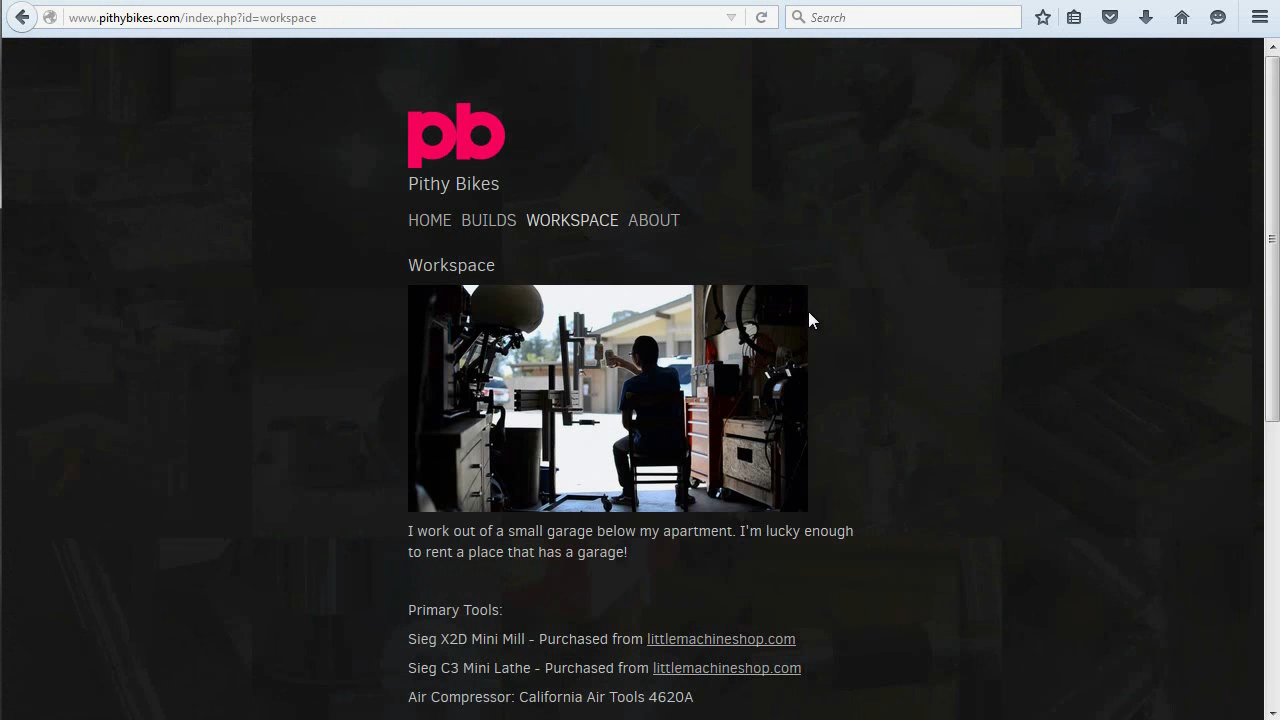 www.pithybikes.com/index.php?id=workspace
Search
pb
Pithy Bikes
HOME BUILDS WORKSPACE ABOUT
Workspace
I work out of a small garage below my apartment. I'm lucky enough
to rent a place that has a garage!
Primary Tools:
Sieg X2D Mini Mill - Purchased from littlemachineshop.com
Sieg C3 Mini Lathe - Purchased from littlemachineshop.com
Air Compressor: California Air Tools 4620A